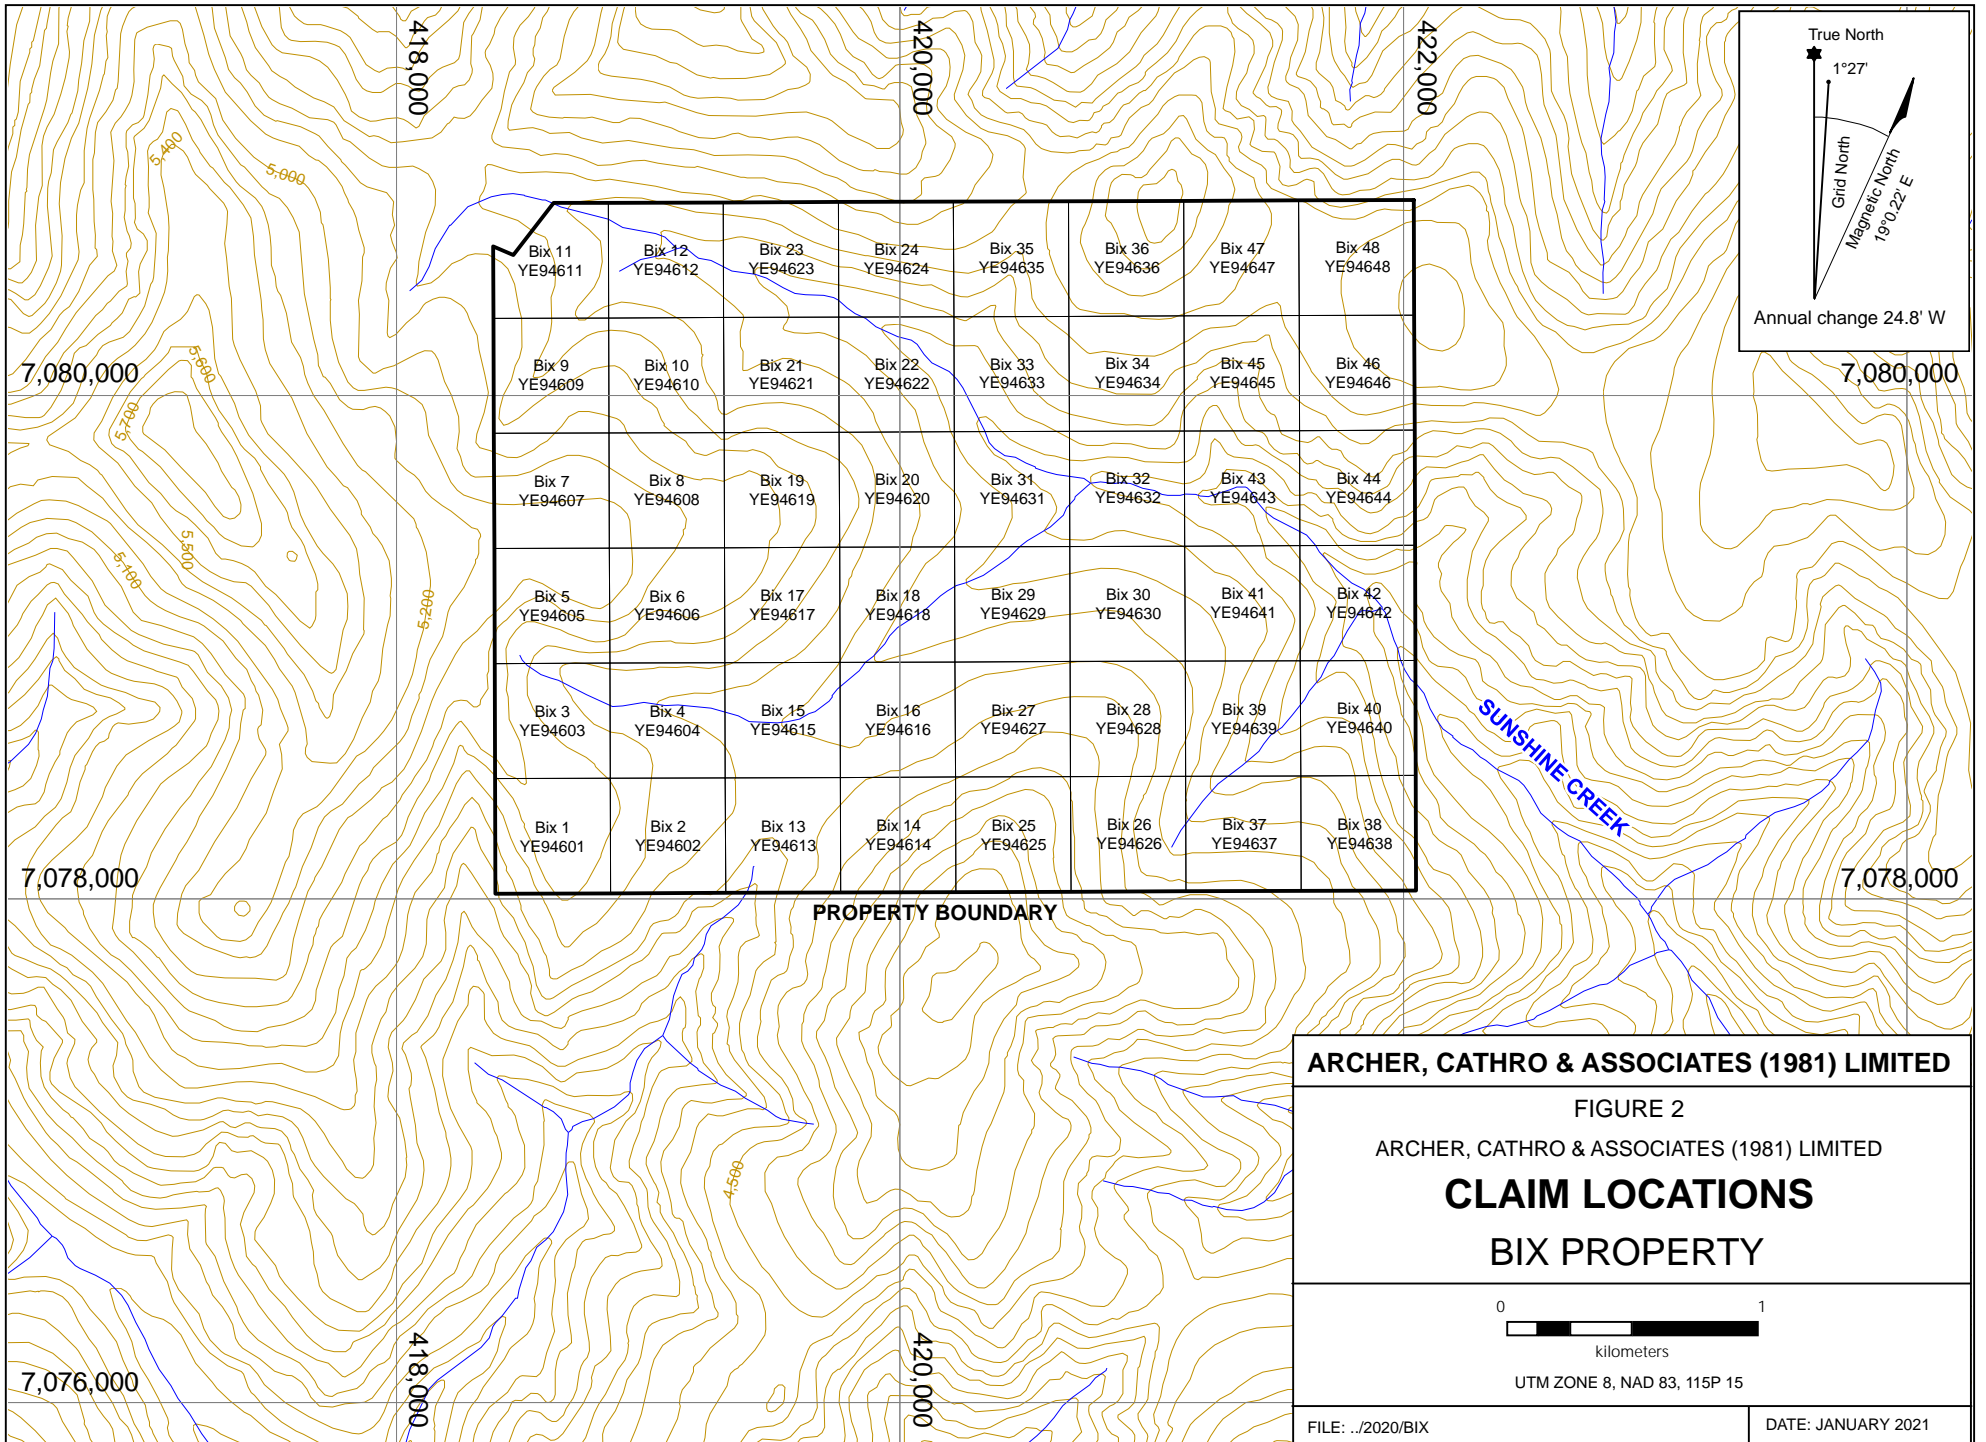 418,000
420,000
422,000
True North
1°27'
Grid North
Magnetic North
19°0.22' E
Annual change 24.8' W
5,400
5,000
Bix 11
YE94611
Bix 12
YE94612
Bix 23
YE94623
Bix 24
YE94624
Bix 35
YE94635
Bix 36
YE94636
Bix 47
YE94647
Bix 48
YE94648
5,600
7,080,000
7,080,000
Bix 9
YE94609
Bix 10
YE94610
Bix 21
YE94621
Bix 22
YE94622
Bix 33
YE94633
Bix 34
YE94634
Bix 45
YE94645
Bix 46
YE94646
5,700
Bix 7
YE94607
Bix 8
YE94608
Bix 19
YE94619
Bix 20
YE94620
Bix 31
YE94631
Bix 32
YE94632
Bix 43
YE94643
Bix 44
YE94644
5,500
5,100
5,200
Bix 5
YE94605
Bix 6
YE94606
Bix 17
YE94617
Bix 18
YE94618
Bix 29
YE94629
Bix 30
YE94630
Bix 41
YE94641
Bix 42
YE94642
Bix 3
YE94603
Bix 4
YE94604
Bix 15
YE94615
Bix 16
YE94616
Bix 27
YE94627
Bix 28
YE94628
Bix 39
YE94639
Bix 40
YE94640
SUNSHINE CREEK
Bix 1
YE94601
Bix 2
YE94602
Bix 13
YE94613
Bix 14
YE94614
Bix 25
YE94625
Bix 26
YE94626
Bix 37
YE94637
Bix 38
YE94638
7,078,000
7,078,000
PROPERTY BOUNDARY
4,500
7,076,000
418,000
420,000
ARCHER, CATHRO & ASSOCIATES (1981) LIMITED
FIGURE 2
ARCHER, CATHRO & ASSOCIATES (1981) LIMITED
CLAIM LOCATIONS
BIX PROPERTY
0 1
kilometers
UTM ZONE 8, NAD 83, 115P 15
FILE: ../2020/BIX
DATE: JANUARY 2021